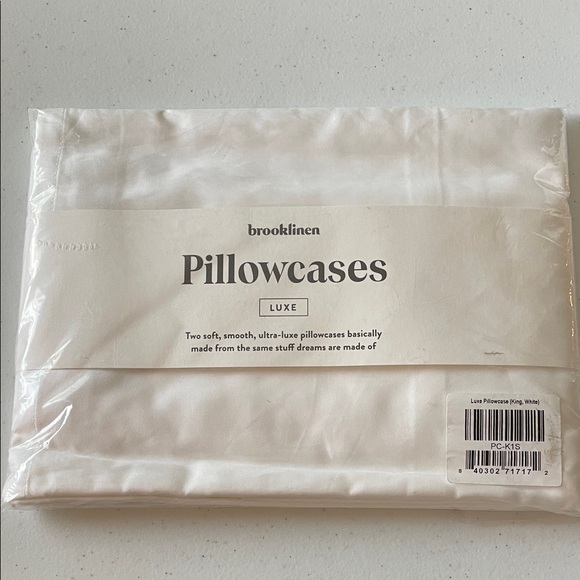 brooklinen
Pillowcases
LUXE
Two soft, smooth, ultra-luxe pillowcases basically
made from the same stuff dreams are made of
Luxe Pillowcase (King, White)
PC-K1S
8 40302 71717 2